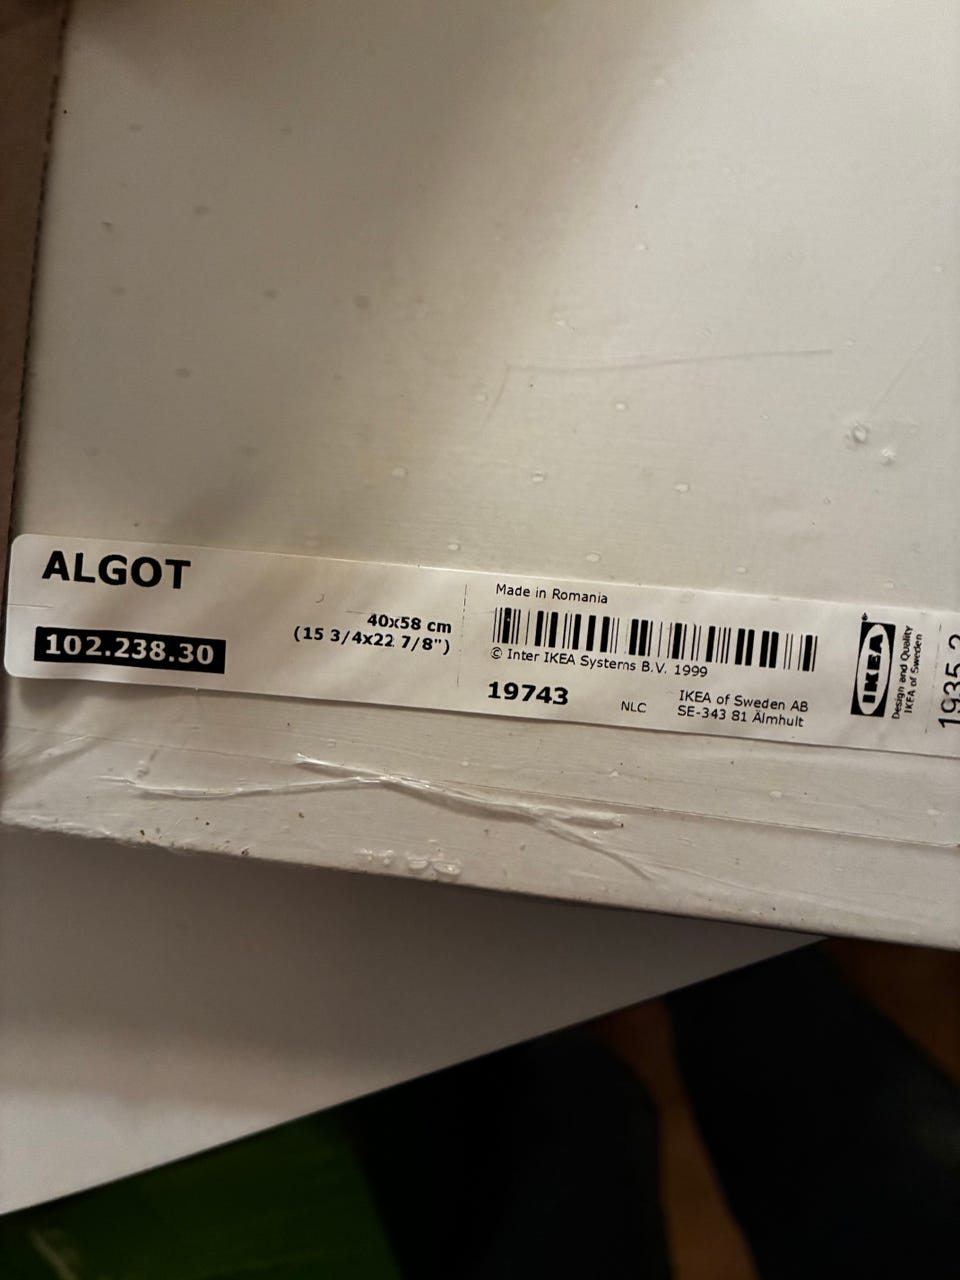 ALGOT
102.238.30
40x58 cm
(15 3/4x22 7/8")
Made in Romania
© Inter IKEA Systems B.V. 1999
19743
NLC
IKEA of Sweden AB
SE-343 81 Älmhult
IKEA
Design and Quality
IKEA of Sweden
1935